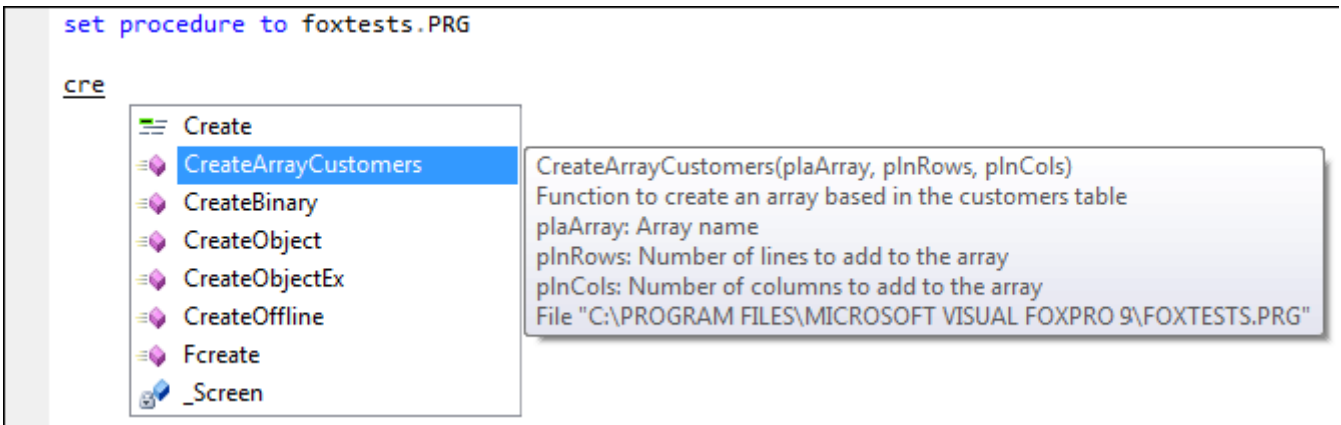 set procedure to foxtests.PRG
cre
Create
CreateArrayCustomers
CreateBinary
CreateObject
CreateObjectEx
CreateOffline
Fcreate
_Screen
CreateArrayCustomers(plaArray, plnRows, plnCols)
Function to create an array based in the customers table
plaArray: Array name
plnRows: Number of lines to add to the array
plnCols: Number of columns to add to the array
File "C:\PROGRAM FILES\MICROSOFT VISUAL FOXPRO 9\FOXTESTS.PRG"